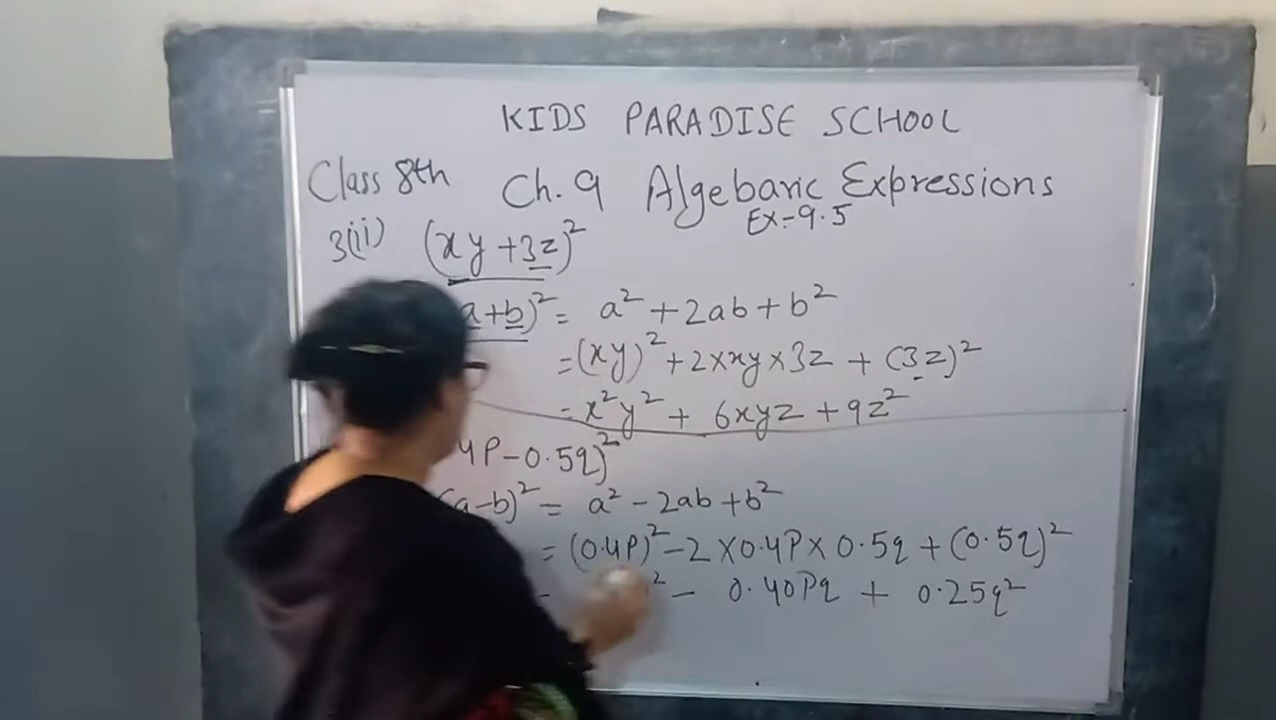 KIDS PARADISE SCHOOL
Class 8th Ch. 9 Algebaric Expressions
Ex-9.5
3(ii) (xy+3z)²
a+b)² = a² + 2ab + b²
= (xy)² + 2×xy×3z + (3z)²
= x²y² + 6xyz + 9z²
4P-0.5q)²
(a-b)² = a² - 2ab + b²
= (0.4P)² - 2×0.4P×0.5q + (0.5q)²
= ² - 0.40Pq + 0.25q²